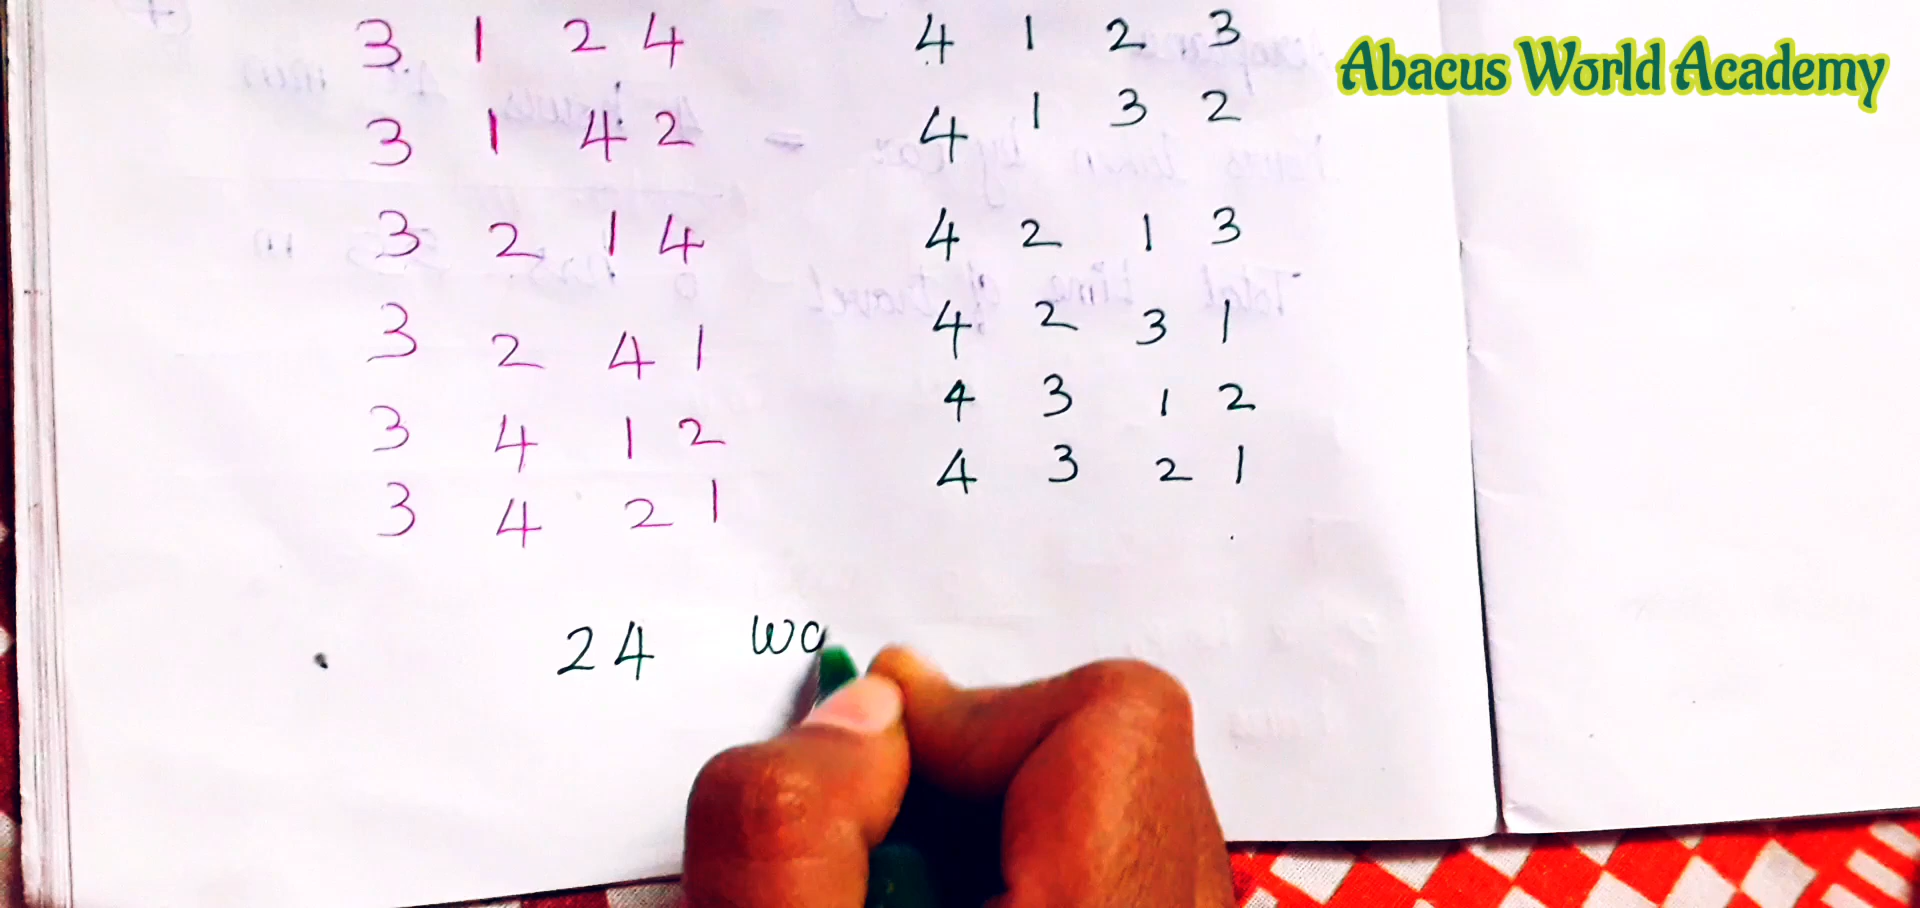 Abacus World Academy
3 1 2 4
3 1 4 2
3 2 1 4
3 2 4 1
3 4 1 2
3 4 2 1
4 1 2 3
4 1 3 2
4 2 1 3
4 2 3 1
4 3 1 2
4 3 2 1
24 wa